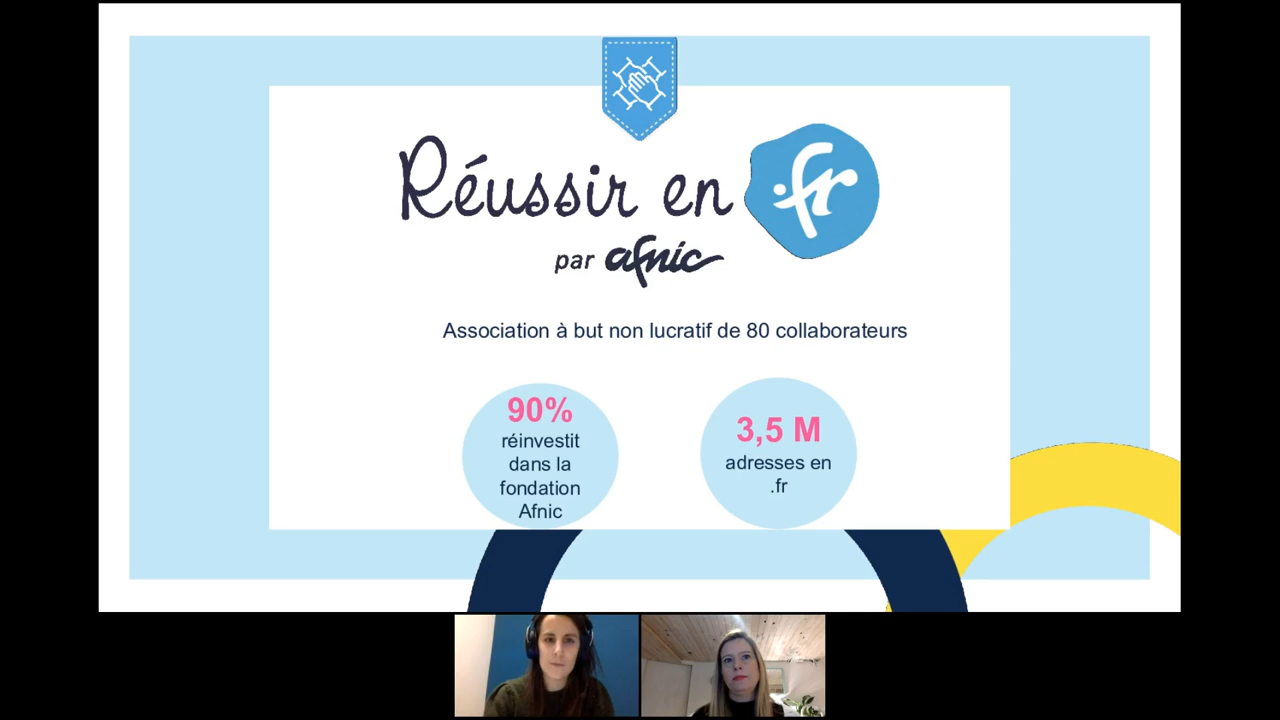 Réussir en .fr
par afnic
Association à but non lucratif de 80 collaborateurs
90%
réinvestit
dans la
fondation
Afnic
3,5 M
adresses en
.fr